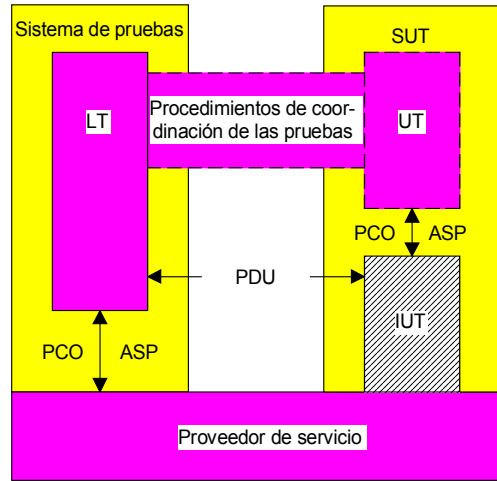 Sistema de pruebas
SUT
LT
Procedimientos de coor-
dinación de las pruebas
UT
PCO
ASP
PDU
IUT
PCO
ASP
Proveedor de servicio